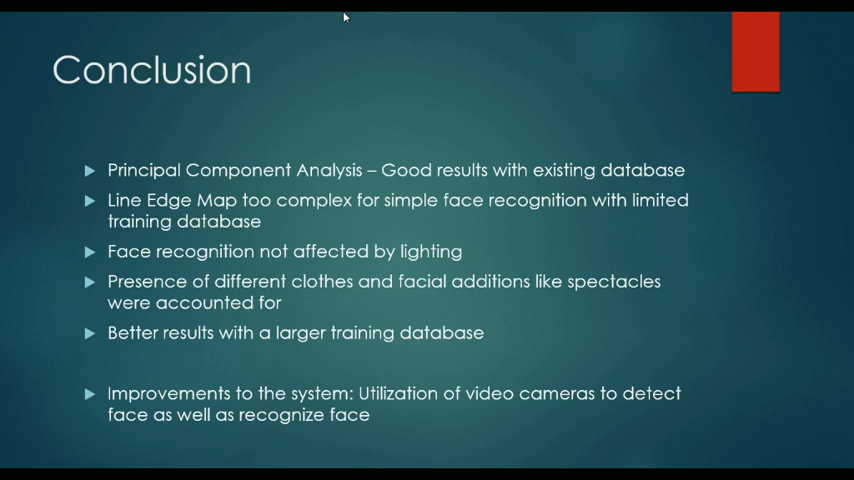 Conclusion
Principal Component Analysis – Good results with existing database
Line Edge Map too complex for simple face recognition with limited
training database
Face recognition not affected by lighting
Presence of different clothes and facial additions like spectacles
were accounted for
Better results with a larger training database
Improvements to the system: Utilization of video cameras to detect
face as well as recognize face